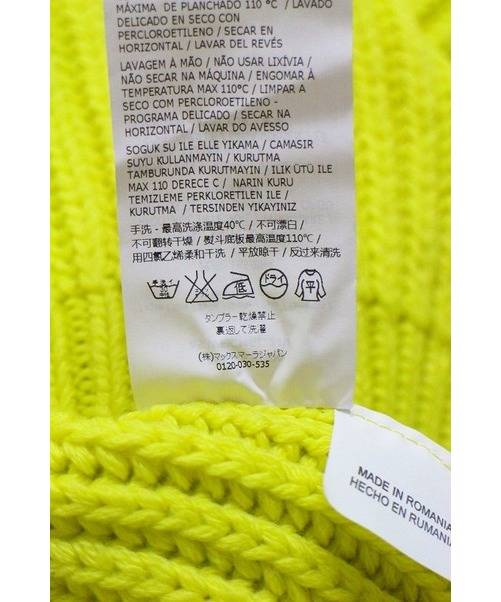 MÁXIMA DE PLANCHADO 110 °C / LAVADO
DELICADO EN SECO CON
PERCLOROETILENO / SECAR EN
HORIZONTAL / LAVAR DEL REVÉS
LAVAGEM À MÃO / NÃO USAR LIXÍVIA /
NÃO SECAR NA MÁQUINA / ENGOMAR À
TEMPERATURA MAX 110°C / LIMPAR A
SECO COM PERCLOROETILENO -
PROGRAMA DELICADO / SECAR NA
HORIZONTAL / LAVAR DO AVESSO
SOGUK SU ILE ELLE YIKAMA / CAMASIR
SUYU KULLANMAYIN / KURUTMA
TAMBURUNDA KURUTMAYIN / ILIK ÜTÜ ILE
MAX 110 DERECE C / NARIN KURU
TEMIZLEME PERKLORETILEN ILE /
KURUTMA / TERSINDEN YIKAYINIZ
手洗 - 最高洗涤温度40℃ / 不可漂白 /
不可翻转干燥 / 熨斗底板最高温度110℃ /
用四氯乙烯柔和干洗 / 平放晾干 / 反过来清洗
底 ドライ 平
タンブラー乾燥禁止
裏返して洗濯
(株)マックスマーラジャパン
0120-030-535
MADE IN ROMANIA
HECHO EN RUMANIA